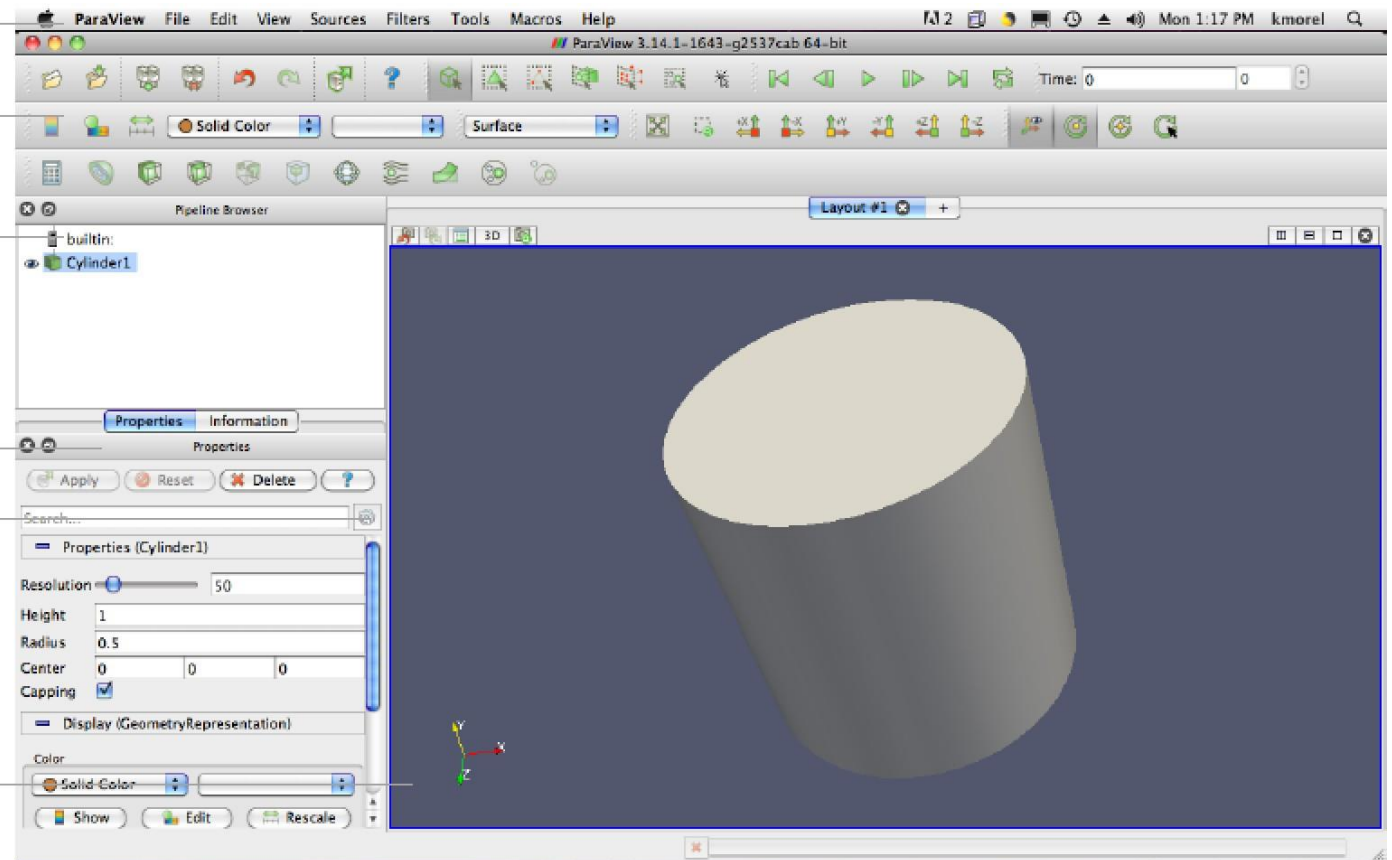 ParaView File Edit View Sources Filters Tools Macros Help 2 Mon 1:17 PM kmorel
ParaView 3.14.1-1643-g2537cab 64-bit
? Time: 0 0
Solid Color Surface +X -X +Y -Y +Z -Z
Pipeline Browser Layout #1 +
builtin: 3D
Cylinder1
Properties Information
Properties
Apply Reset Delete ?
Search...
Properties (Cylinder1)
Resolution 50
Height 1
Radius 0.5
Center 0 0 0
Capping
Display (GeometryRepresentation)
Y X Z
Color
Solid Color
Show Edit Rescale